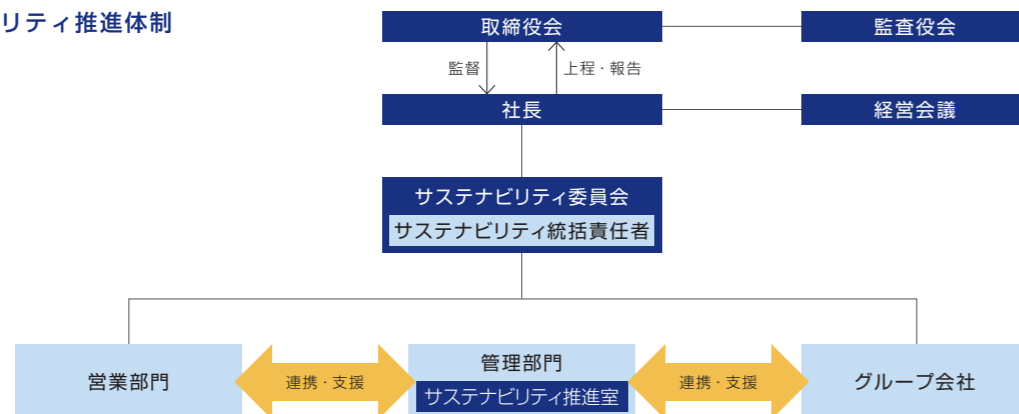 リティ推進体制
取締役会
監査役会
監督
上程・報告
社長
経営会議
サステナビリティ委員会
サステナビリティ統括責任者
営業部門
連携・支援
管理部門
サステナビリティ推進室
連携・支援
グループ会社